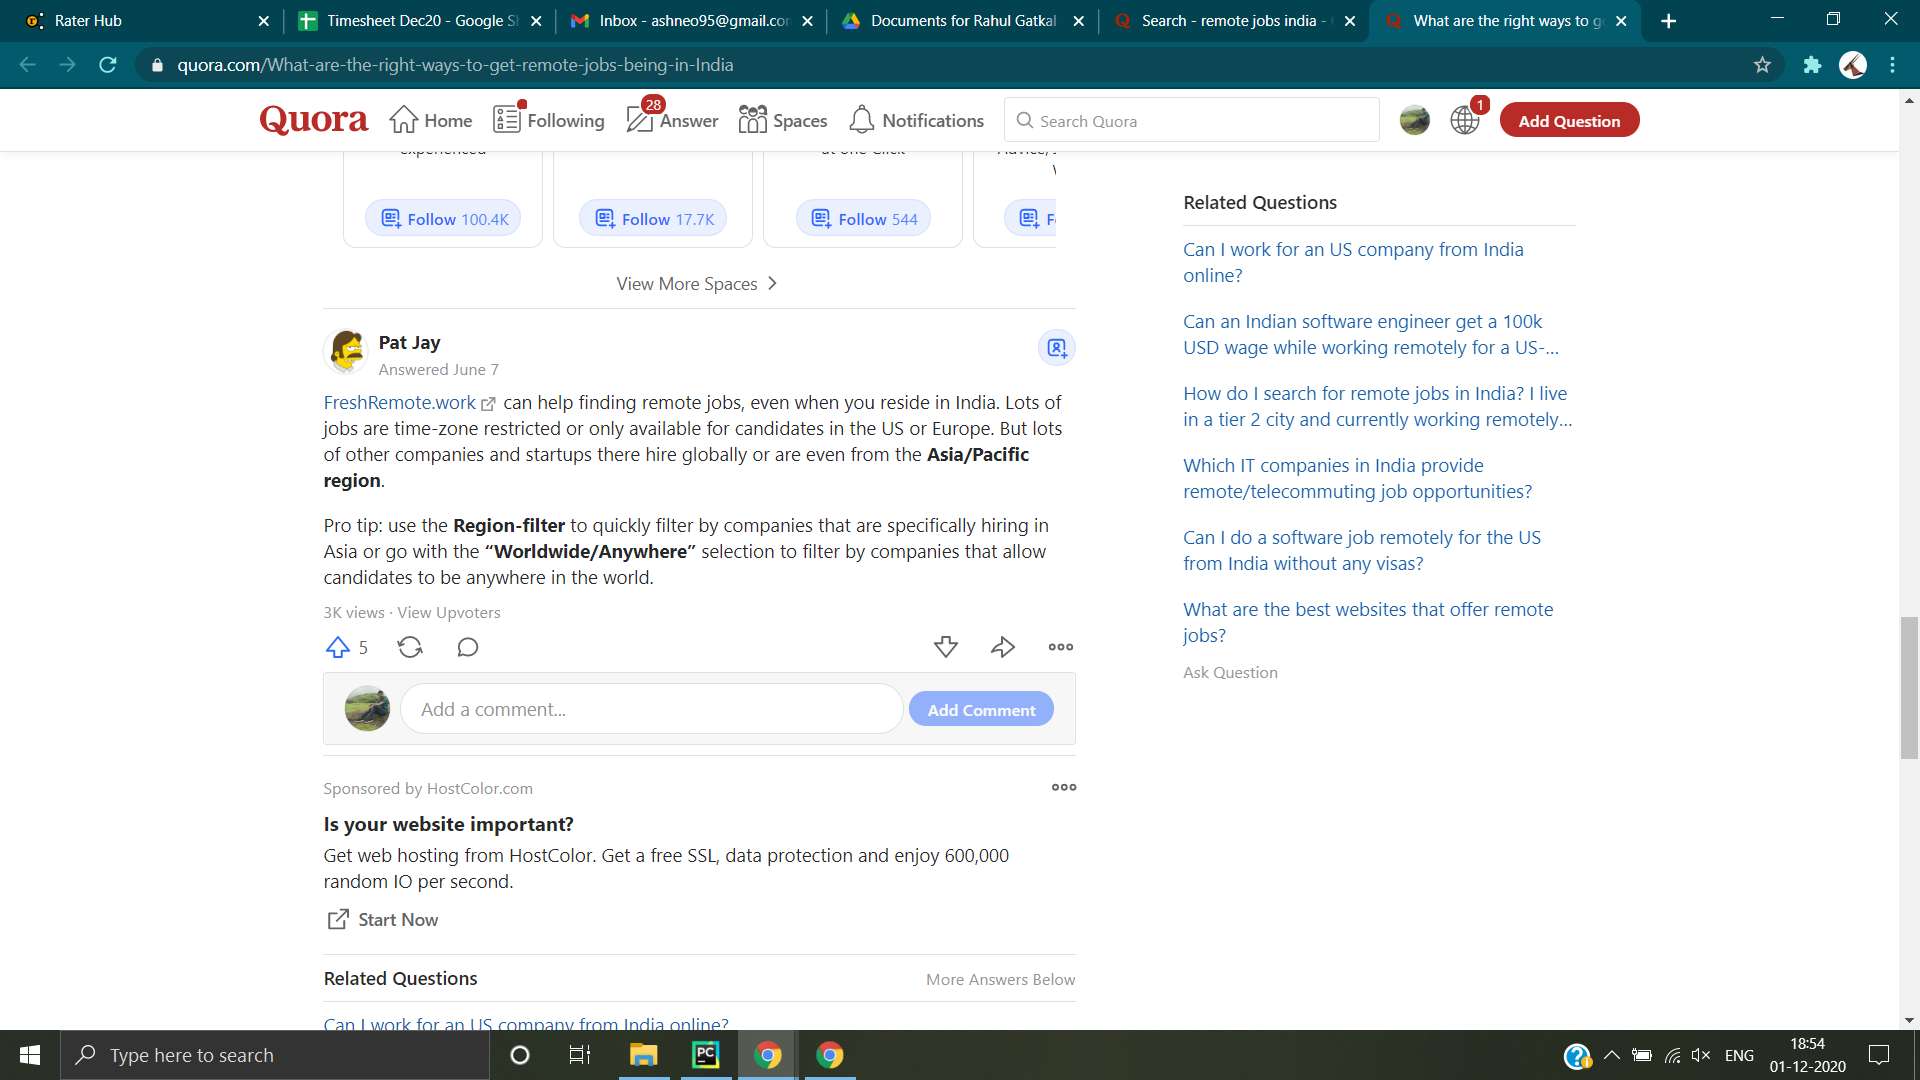 Rater Hub
Timesheet Dec20 - Google Sh
Inbox - ashneo95@gmail.com
Documents for Rahul Gatkal
Search - remote jobs india -
What are the right ways to g
quora.com/What-are-the-right-ways-to-get-remote-jobs-being-in-India
Quora
Home
Following
28
Answer
Spaces
Notifications
Search Quora
1
Add Question
experienced
at one Click
Follow 100.4K
Follow 17.7K
Follow 544
View More Spaces
Pat Jay
Answered June 7
FreshRemote.work can help finding remote jobs, even when you reside in India. Lots of
jobs are time-zone restricted or only available for candidates in the US or Europe. But lots
of other companies and startups there hire globally or are even from the Asia/Pacific
region.
Pro tip: use the Region-filter to quickly filter by companies that are specifically hiring in
Asia or go with the “Worldwide/Anywhere” selection to filter by companies that allow
candidates to be anywhere in the world.
3K views · View Upvoters
5
Add a comment...
Add Comment
Sponsored by HostColor.com
Is your website important?
Get web hosting from HostColor. Get a free SSL, data protection and enjoy 600,000
random IO per second.
Start Now
Related Questions
More Answers Below
Can I work for an US company from India online?
Related Questions
Can I work for an US company from India
online?
Can an Indian software engineer get a 100k
USD wage while working remotely for a US-...
How do I search for remote jobs in India? I live
in a tier 2 city and currently working remotely...
Which IT companies in India provide
remote/telecommuting job opportunities?
Can I do a software job remotely for the US
from India without any visas?
What are the best websites that offer remote
jobs?
Ask Question
Type here to search
PC
ENG
18:54
01-12-2020